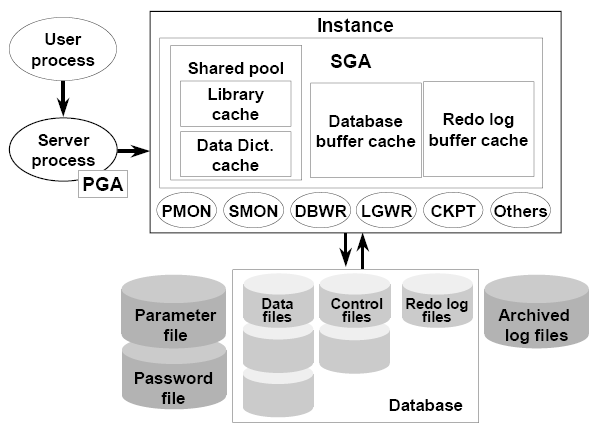 Instance
User
process
SGA
Shared pool
Library
cache
Data Dict.
cache
Database
buffer cache
Redo log
buffer cache
Server
process
PGA
PMON
SMON
DBWR
LGWR
CKPT
Others
Parameter
file
Password
file
Data
files
Control
files
Redo log
files
Archived
log files
Database